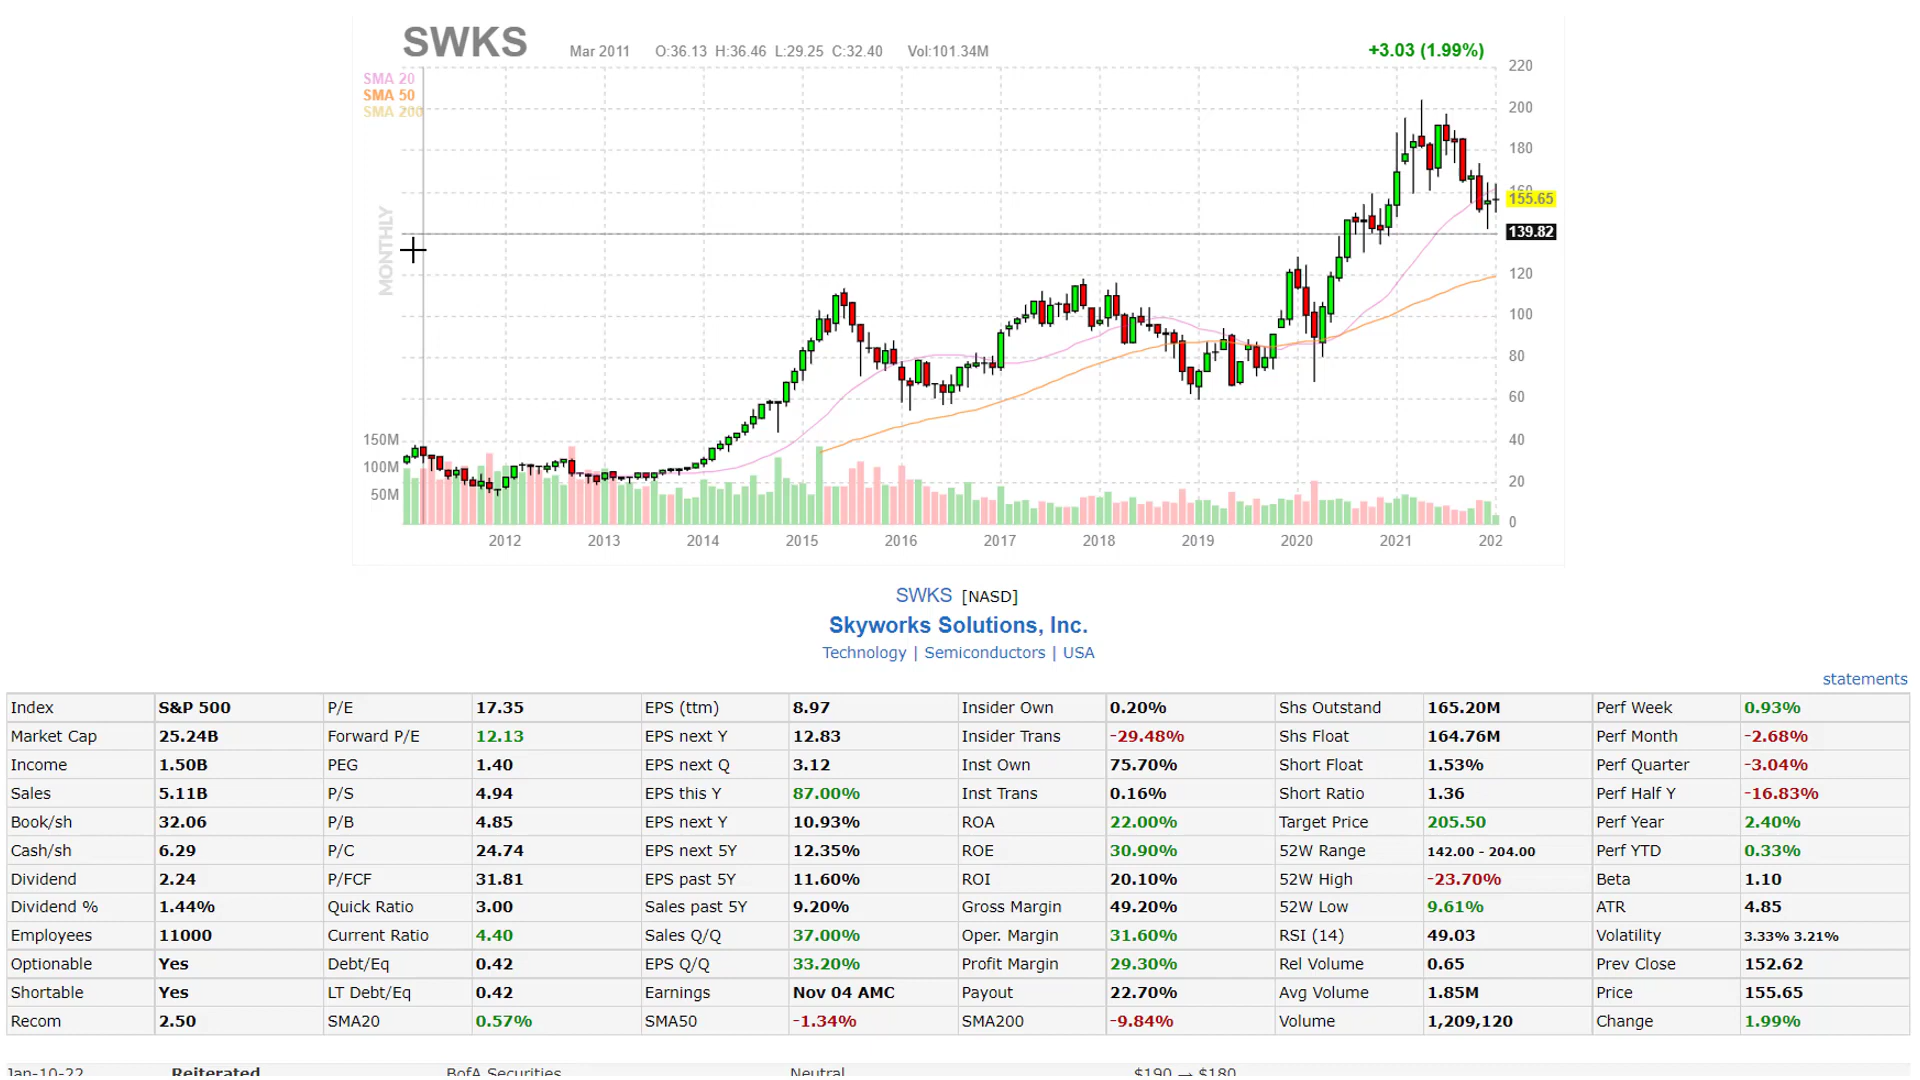 SWKS Mar 2011 O:36.13 H:36.46 L:29.25 C:32.40 Vol:101.34M +3.03 (1.99%)
SMA 20
SMA 50
SMA 200
MONTHLY
220
200
180
160
155.65
139.82
120
100
80
60
40
20
0
150M
100M
50M
2012 2013 2014 2015 2016 2017 2018 2019 2020 2021 202
SWKS [NASD]
Skyworks Solutions, Inc.
Technology | Semiconductors | USA
statements
Index S&P 500 P/E 17.35 EPS (ttm) 8.97 Insider Own 0.20% Shs Outstand 165.20M Perf Week 0.93%
Market Cap 25.24B Forward P/E 12.13 EPS next Y 12.83 Insider Trans -29.48% Shs Float 164.76M Perf Month -2.68%
Income 1.50B PEG 1.40 EPS next Q 3.12 Inst Own 75.70% Short Float 1.53% Perf Quarter -3.04%
Sales 5.11B P/S 4.94 EPS this Y 87.00% Inst Trans 0.16% Short Ratio 1.36 Perf Half Y -16.83%
Book/sh 32.06 P/B 4.85 EPS next Y 10.93% ROA 22.00% Target Price 205.50 Perf Year 2.40%
Cash/sh 6.29 P/C 24.74 EPS next 5Y 12.35% ROE 30.90% 52W Range 142.00 - 204.00 Perf YTD 0.33%
Dividend 2.24 P/FCF 31.81 EPS past 5Y 11.60% ROI 20.10% 52W High -23.70% Beta 1.10
Dividend % 1.44% Quick Ratio 3.00 Sales past 5Y 9.20% Gross Margin 49.20% 52W Low 9.61% ATR 4.85
Employees 11000 Current Ratio 4.40 Sales Q/Q 37.00% Oper. Margin 31.60% RSI (14) 49.03 Volatility 3.33% 3.21%
Optionable Yes Debt/Eq 0.42 EPS Q/Q 33.20% Profit Margin 29.30% Rel Volume 0.65 Prev Close 152.62
Shortable Yes LT Debt/Eq 0.42 Earnings Nov 04 AMC Payout 22.70% Avg Volume 1.85M Price 155.65
Recom 2.50 SMA20 0.57% SMA50 -1.34% SMA200 -9.84% Volume 1,209,120 Change 1.99%
Jan-10-22 Reiterated BofA Securities Neutral $190 → $180